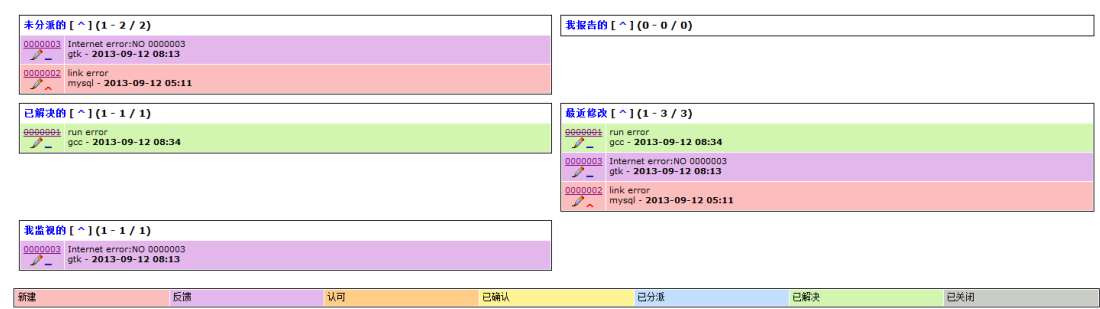 未分派的 [ ^ ] (1 - 2 / 2)
0000003 Internet error:NO 0000003
gtk - 2013-09-12 08:13
0000002 link error
mysql - 2013-09-12 05:11
我报告的 [ ^ ] (0 - 0 / 0)
已解决的 [ ^ ] (1 - 1 / 1)
0000001 run error
gcc - 2013-09-12 08:34
最近修改 [ ^ ] (1 - 3 / 3)
0000001 run error
gcc - 2013-09-12 08:34
0000003 Internet error:NO 0000003
gtk - 2013-09-12 08:13
0000002 link error
mysql - 2013-09-12 05:11
我监视的 [ ^ ] (1 - 1 / 1)
0000003 Internet error:NO 0000003
gtk - 2013-09-12 08:13
新建 反馈 认可 已确认 已分派 已解决 已关闭